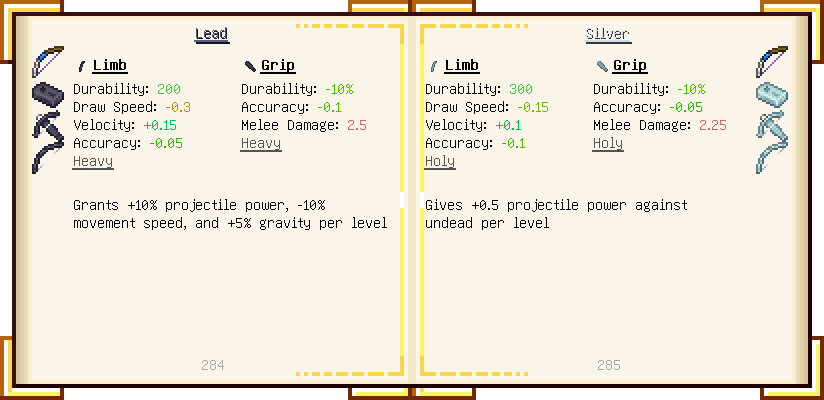 Lead
Limb
Durability: 200
Draw Speed: -0.3
Velocity: +0.15
Accuracy: -0.05
Heavy
Grip
Durability: -10%
Accuracy: -0.1
Melee Damage: 2.5
Heavy
Grants +10% projectile power, -10%
movement speed, and +5% gravity per level
284
Silver
Limb
Durability: 300
Draw Speed: -0.15
Velocity: +0.1
Accuracy: -0.1
Holy
Grip
Durability: -10%
Accuracy: -0.05
Melee Damage: 2.25
Holy
Gives +0.5 projectile power against
undead per level
285